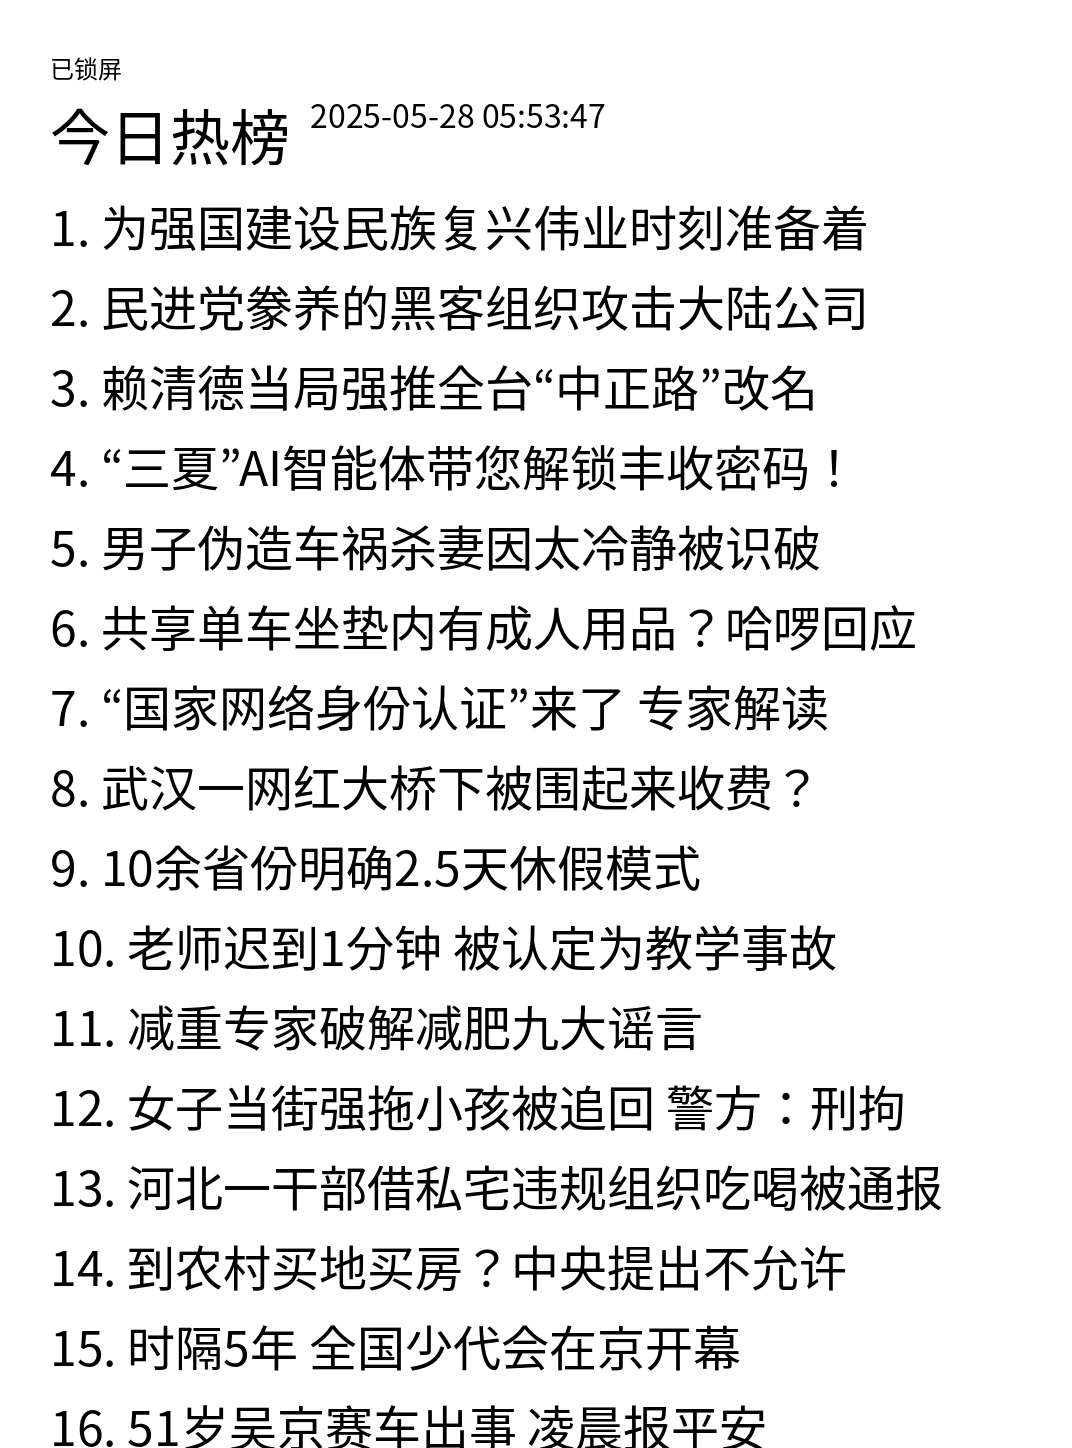 已锁屏
今日热榜 2025-05-28 05:53:47
1. 为强国建设民族复兴伟业时刻准备着
2. 民进党豢养的黑客组织攻击大陆公司
3. 赖清德当局强推全台“中正路”改名
4. “三夏”AI智能体带您解锁丰收密码！
5. 男子伪造车祸杀妻因太冷静被识破
6. 共享单车坐垫内有成人用品？哈啰回应
7. “国家网络身份认证”来了 专家解读
8. 武汉一网红大桥下被围起来收费？
9. 10余省份明确2.5天休假模式
10. 老师迟到1分钟 被认定为教学事故
11. 减重专家破解减肥九大谣言
12. 女子当街强拖小孩被追回 警方：刑拘
13. 河北一干部借私宅违规组织吃喝被通报
14. 到农村买地买房？中央提出不允许
15. 时隔5年 全国少代会在京开幕
16. 51岁吴京赛车出事 凌晨报平安